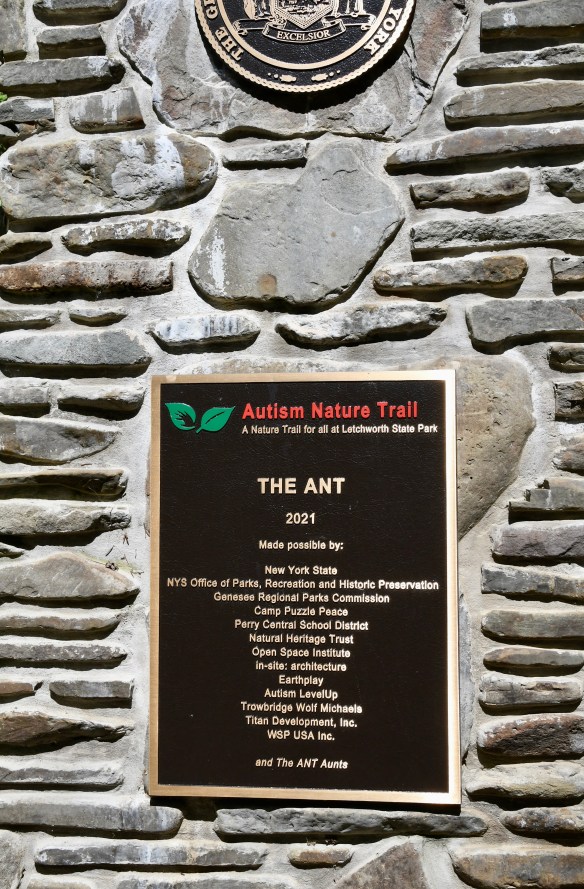 THE
YORK
EXCELSIOR
Autism Nature Trail
A Nature Trail for all at Letchworth State Park
THE ANT
2021
Made possible by:
New York State
NYS Office of Parks, Recreation and Historic Preservation
Genesee Regional Parks Commission
Camp Puzzle Peace
Perry Central School District
Natural Heritage Trust
Open Space Institute
in-site: architecture
Earthplay
Autism LevelUp
Trowbridge Wolf Michaels
Titan Development, Inc.
WSP USA Inc.
and The ANT Aunts